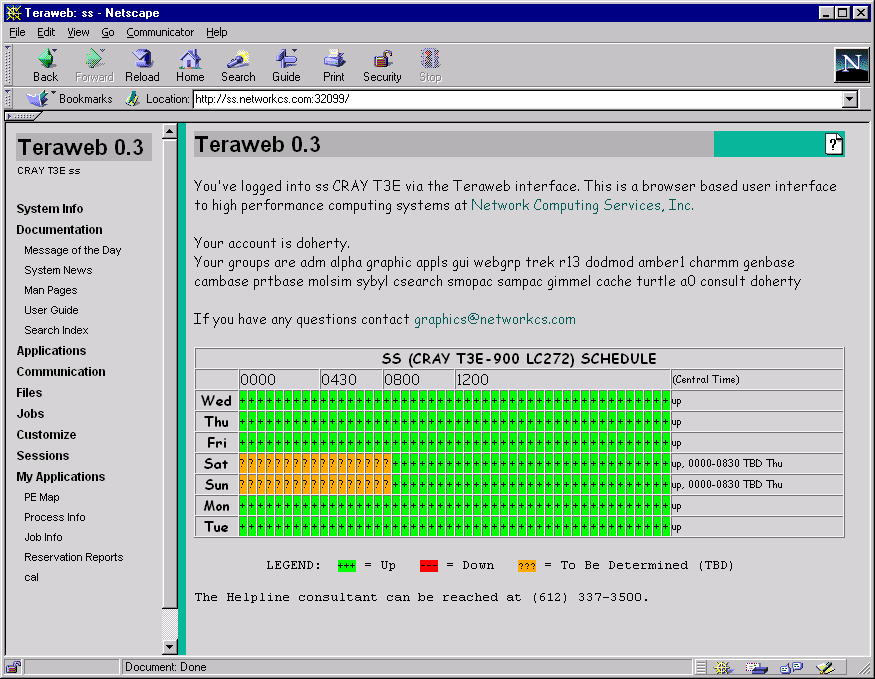 Teraweb: ss - Netscape
File Edit View Go Communicator Help
Back Forward Reload Home Search Guide Print Security Stop
N
Bookmarks Location: http://ss.networkcs.com:32099/
Teraweb 0.3
CRAY T3E ss
System Info
Documentation
Message of the Day
System News
Man Pages
User Guide
Search Index
Applications
Communication
Files
Jobs
Customize
Sessions
My Applications
PE Map
Process Info
Job Info
Reservation Reports
cal
Teraweb 0.3 ?
You've logged into ss CRAY T3E via the Teraweb interface. This is a browser based user interface
to high performance computing systems at Network Computing Services, Inc.
Your account is doherty.
Your groups are adm alpha graphic appls gui webgrp trek r13 dodmod amber1 charmm genbase
cambase prtbase molsim sybyl csearch smopac sampac gimmel cache turtle a0 consult doherty
If you have any questions contact graphics@networkcs.com
SS (CRAY T3E-900 LC272) SCHEDULE
0000 0430 0800 1200 (Central Time)
Wed ++++++++++++++++++++++++++++++++++++++++++++++++ up
Thu ++++++++++++++++++++++++++++++++++++++++++++++++ up
Fri ++++++++++++++++++++++++++++++++++++++++++++++++ up
Sat ?????????????????+++++++++++++++++++++++++++++++ up, 0000-0830 TBD Thu
Sun ?????????????????+++++++++++++++++++++++++++++++ up, 0000-0830 TBD Thu
Mon ++++++++++++++++++++++++++++++++++++++++++++++++ up
Tue ++++++++++++++++++++++++++++++++++++++++++++++++ up
LEGEND: +++ = Up --- = Down ??? = To Be Determined (TBD)
The Helpline consultant can be reached at (612) 337-3500.
Document: Done